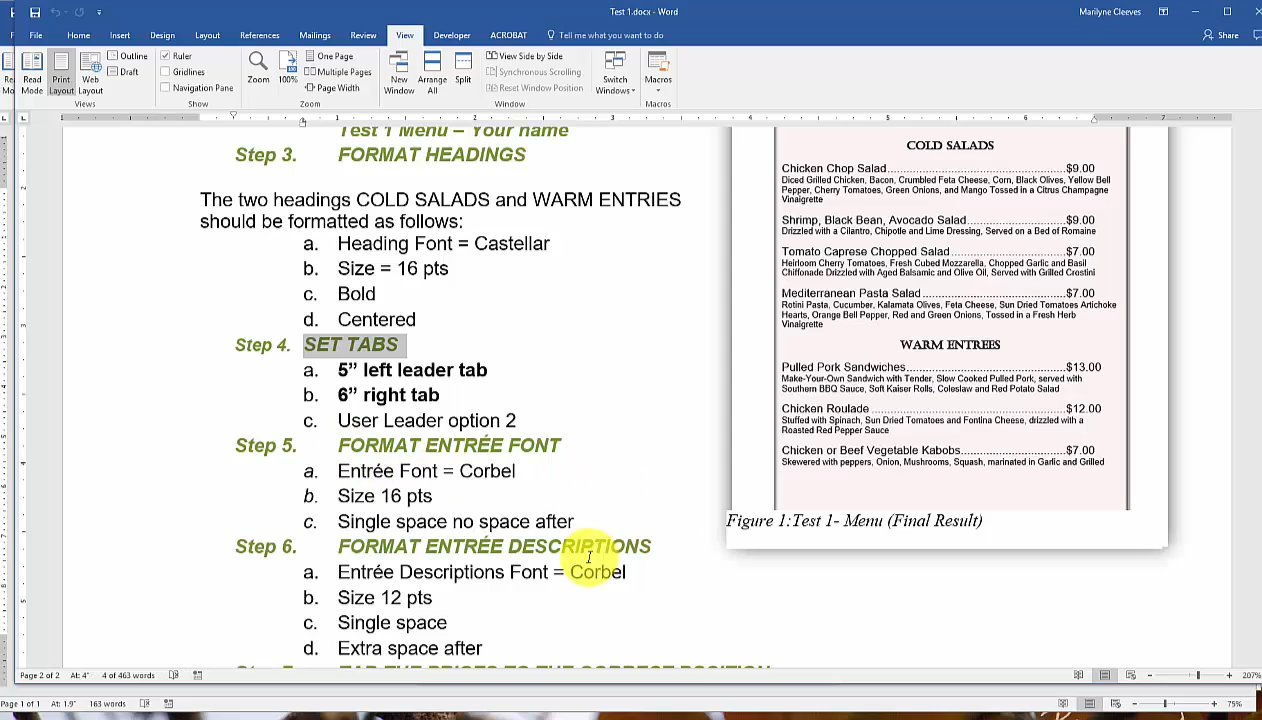 Test 1.docx - Word
Marilyne Cleeves
File Home Insert Design Layout References Mailings Review View Developer ACROBAT Tell me what you want to do
Share
Read Mode
Print Layout
Web Layout
Outline
Draft
Views
Ruler
Gridlines
Navigation Pane
Show
Zoom
100%
One Page
Multiple Pages
Page Width
Zoom
New Window
Arrange All
Split
View Side by Side
Synchronous Scrolling
Reset Window Position
Window
Switch Windows
Macros
Macros
Test 1 Menu – Your name
Step 3. FORMAT HEADINGS
The two headings COLD SALADS and WARM ENTRIES
should be formatted as follows:
a. Heading Font = Castellar
b. Size = 16 pts
c. Bold
d. Centered
Step 4. SET TABS
a. 5” left leader tab
b. 6” right tab
c. User Leader option 2
Step 5. FORMAT ENTRÉE FONT
a. Entrée Font = Corbel
b. Size 16 pts
c. Single space no space after
Step 6. FORMAT ENTRÉE DESCRIPTIONS
a. Entrée Descriptions Font = Corbel
b. Size 12 pts
c. Single space
d. Extra space after
COLD SALADS
Chicken Chop Salad $9.00
Diced Grilled Chicken, Bacon, Crumbled Feta Cheese, Corn, Black Olives, Yellow Bell
Pepper, Cherry Tomatoes, Green Onions, and Mango Tossed in a Citrus Champagne
Vinaigrette
Shrimp, Black Bean, Avocado Salad $9.00
Drizzled with a Cilantro, Chipotle and Lime Dressing, Served on a Bed of Romaine
Tomato Caprese Chopped Salad $7.00
Heirloom Cherry Tomatoes, Fresh Cubed Mozzarella, Chopped Garlic and Basil
Chiffonade Drizzled with Aged Balsamic and Olive Oil, Served with Grilled Crostini
Mediterranean Pasta Salad $7.00
Rotini Pasta, Cucumber, Kalamata Olives, Feta Cheese, Sun Dried Tomatoes Artichoke
Hearts, Orange Bell Pepper, Red and Green Onions, Tossed in a Fresh Herb
Vinaigrette
WARM ENTREES
Pulled Pork Sandwiches $13.00
Make-Your-Own Sandwich with Tender, Slow Cooked Pulled Pork, served with
Southern BBQ Sauce, Soft Kaiser Rolls, Coleslaw and Red Potato Salad
Chicken Roulade $12.00
Stuffed with Spinach, Sun Dried Tomatoes and Fontina Cheese, drizzled with a
Roasted Red Pepper Sauce
Chicken or Beef Vegetable Kabobs $7.00
Skewered with peppers, Onion, Mushrooms, Squash, marinated in Garlic and Grilled
Figure 1:Test 1- Menu (Final Result)
Page 2 of 2 At: 4" 4 of 463 words
207%
Page 1 of 1 At: 1.9" 163 words
75%